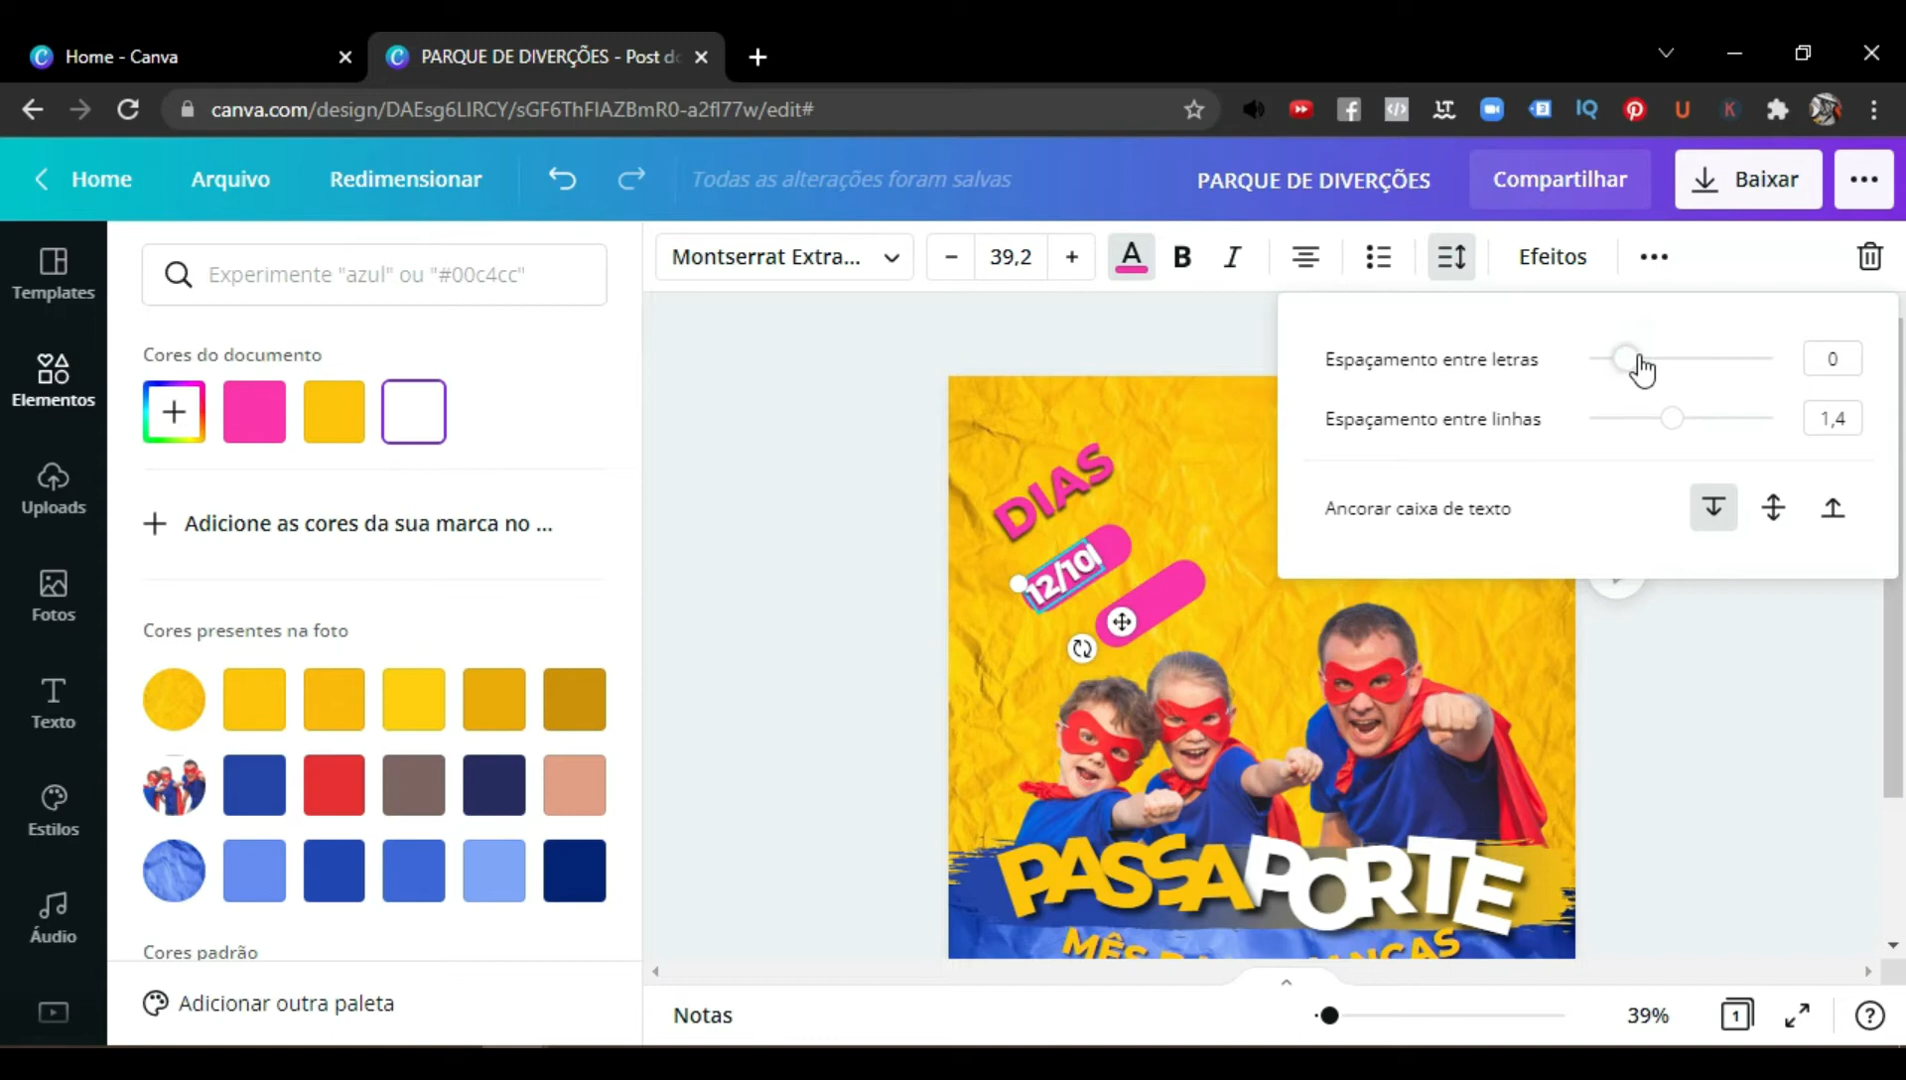 Home - Canva
PARQUE DE DIVERÇÕES - Post do
canva.com/design/DAEsg6LIRCY/sGF6ThFIAZBmR0-a2fl77w/edit#
Home
Arquivo
Redimensionar
Todas as alterações foram salvas
PARQUE DE DIVERÇÕES
Compartilhar
Baixar
Templates
Elementos
Uploads
Fotos
Texto
Estilos
Áudio
Experimente "azul" ou "#00c4cc"
Cores do documento
Adicione as cores da sua marca no ...
Cores presentes na foto
Cores padrão
Adicionar outra paleta
Montserrat Extra...
39,2
A
B
I
Efeitos
Espaçamento entre letras
0
Espaçamento entre linhas
1,4
Ancorar caixa de texto
DIAS
12/10
PASSAPORTE
Notas
39%
1